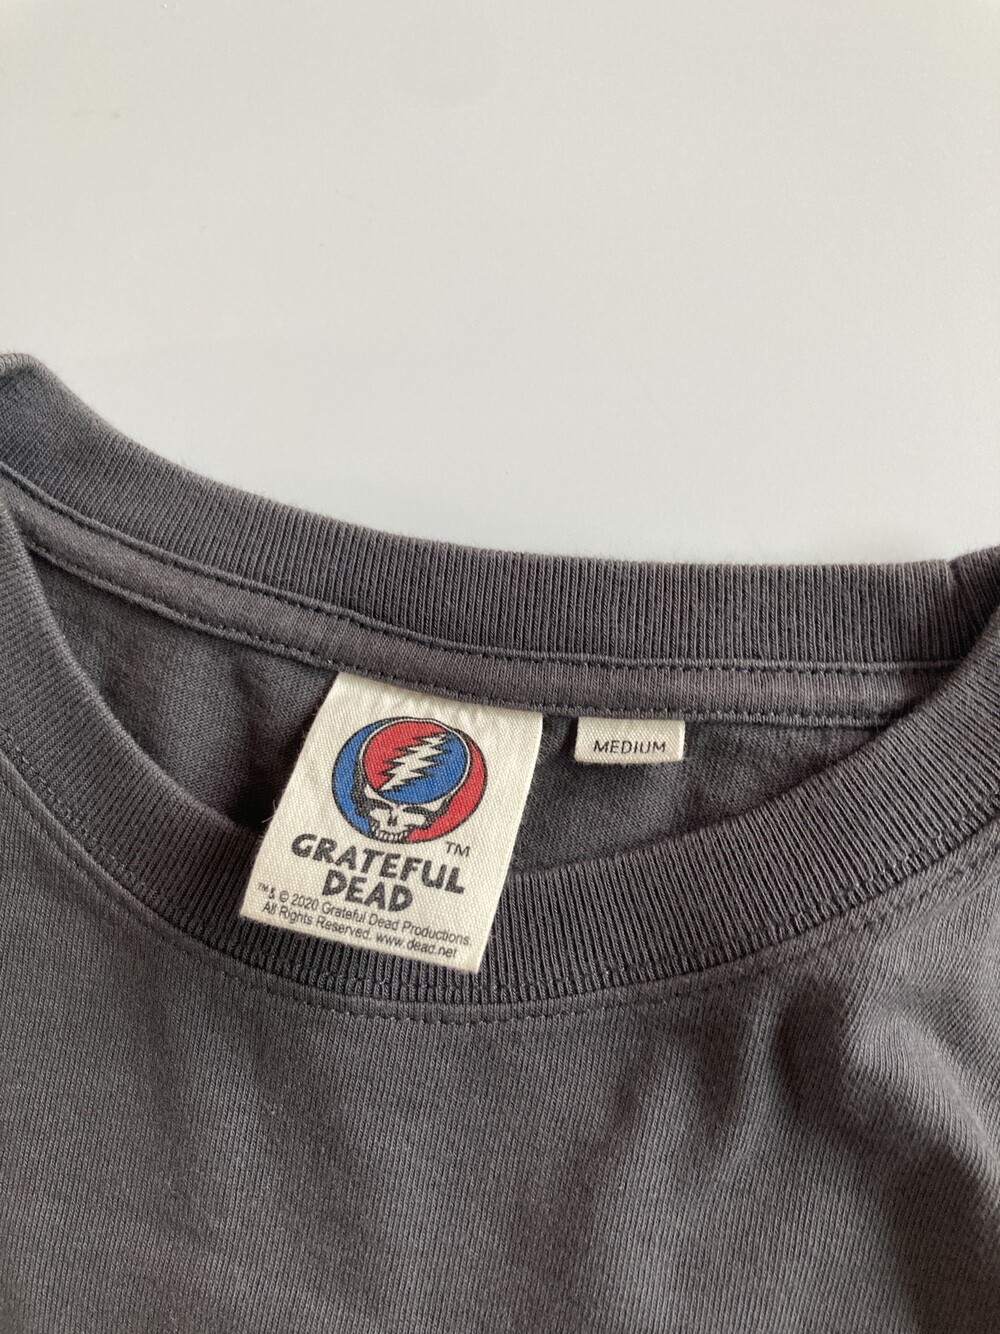 GRATEFUL
DEAD
TM
TM & © 2020 Grateful Dead Productions.
All Rights Reserved. www.dead.net
MEDIUM